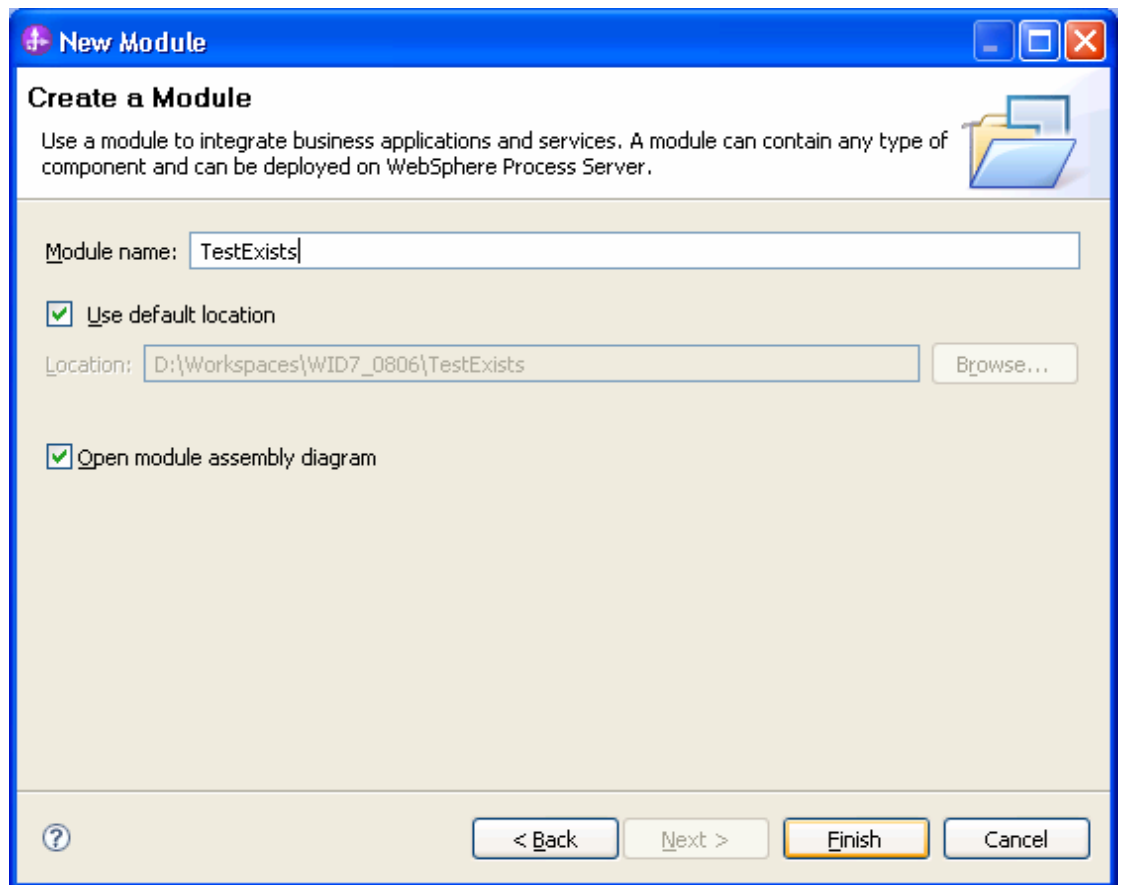 New Module
Create a Module
Use a module to integrate business applications and services. A module can contain any type of
component and can be deployed on WebSphere Process Server.
Module name: TestExists
Use default location
Location: D:\Workspaces\WID7_0806\TestExists Browse...
Open module assembly diagram
? < Back Next > Finish Cancel